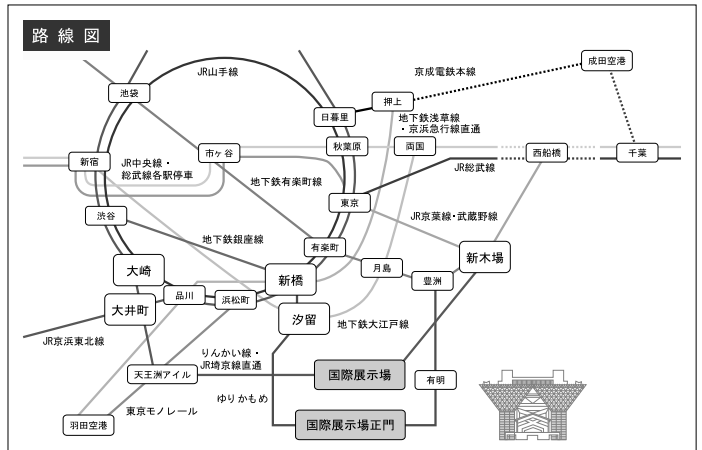 路線図
JR山手線
京成電鉄本線
成田空港
池袋
押上
日暮里
地下鉄浅草線
・京浜急行線直通
秋葉原
両国
市ヶ谷
西船橋
千葉
新宿
JR中央線・
総武線各駅停車
JR総武線
地下鉄有楽町線
東京
渋谷
JR京葉線・武蔵野線
地下鉄銀座線
有楽町
新木場
大崎
月島
新橋
豊洲
品川
浜松町
大井町
汐留
地下鉄大江戸線
JR京浜東北線
りんかい線・
JR埼京線直通
天王洲アイル
国際展示場
有明
ゆりかもめ
東京モノレール
羽田空港
国際展示場正門